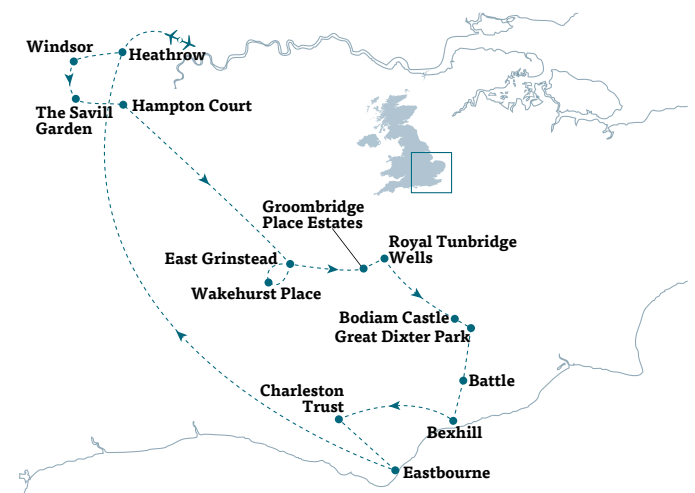 Windsor
Heathrow
The Savill
Garden
Hampton Court
Groombridge
Place Estates
Royal Tunbridge
Wells
East Grinstead
Wakehurst Place
Bodiam Castle
Great Dixter Park
Battle
Charleston
Trust
Bexhill
Eastbourne